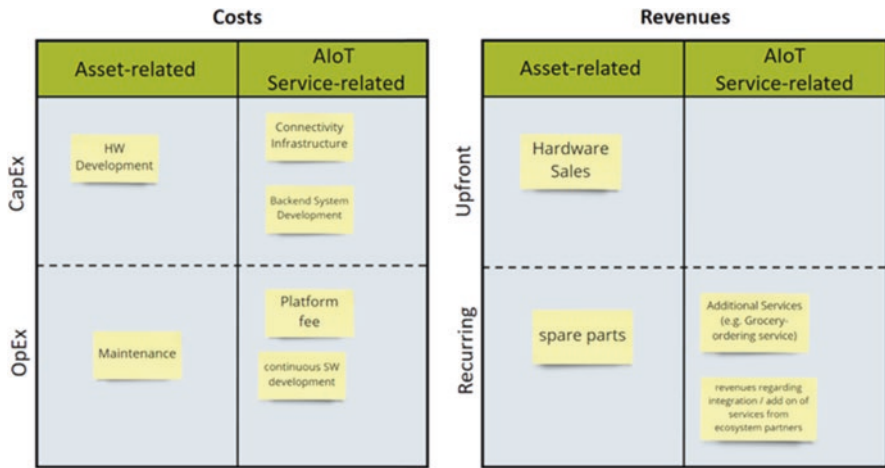 Costs
Asset-related
AIoT
Service-related
CapEx
HW
Development
Connectivity
Infrastructure
Backend System
Development
OpEx
Maintenance
Platform
fee
continuous SW
development
Revenues
Asset-related
AIoT
Service-related
Upfront
Hardware
Sales
Recurring
spare parts
Additional Services
(e.g. Grocery-
ordering service)
revenues regarding
integration / add on of
services from
ecosystem partners